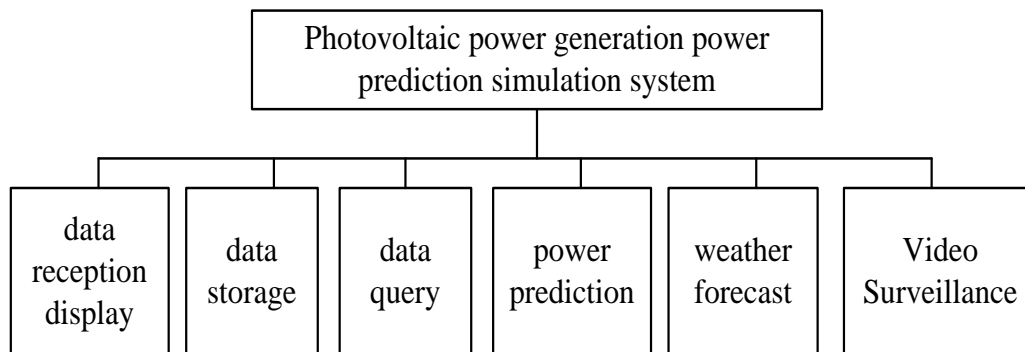 Photovoltaic power generation power
prediction simulation system
data
reception
display
data
storage
data
query
power
prediction
weather
forecast
Video
Surveillance